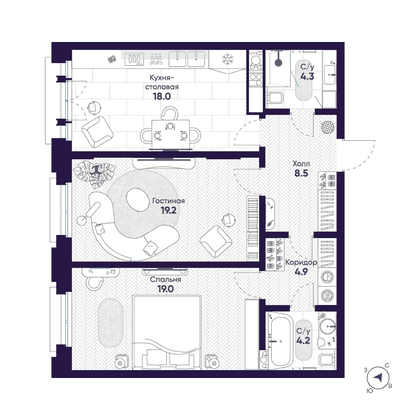 Кухня-
столовая
18.0
С/у
4.3
Холл
8.5
Гостиная
19.2
Коридор
4.9
Спальня
19.0
С/у
4.2
С
З
В
Ю